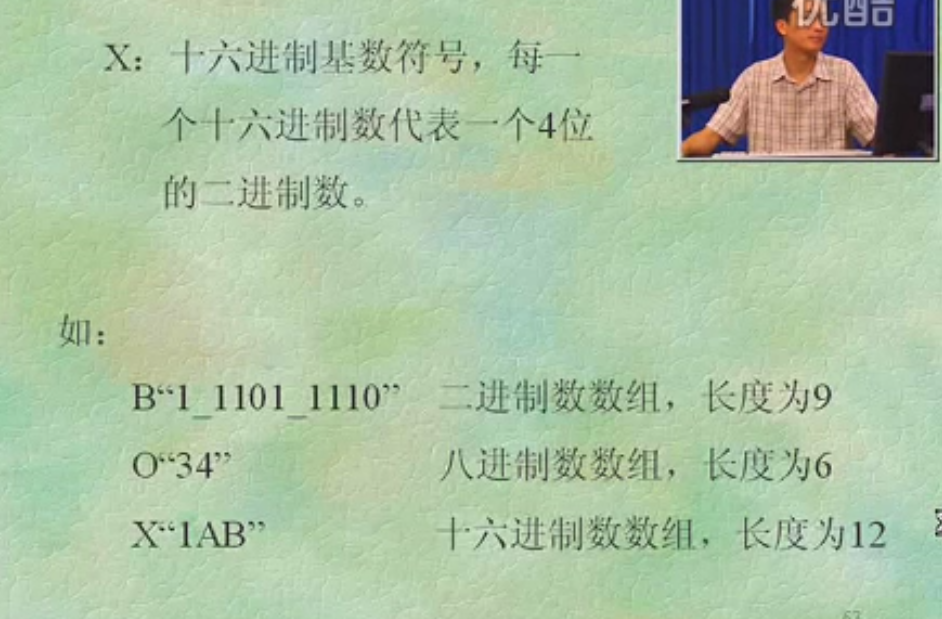 优酷
X：十六进制基数符号，每一
个十六进制数代表一个4位
的二进制数。
如：
B“1_1101_1110” 二进制数数组，长度为9
O“34” 八进制数数组，长度为6
X“1AB” 十六进制数数组，长度为12